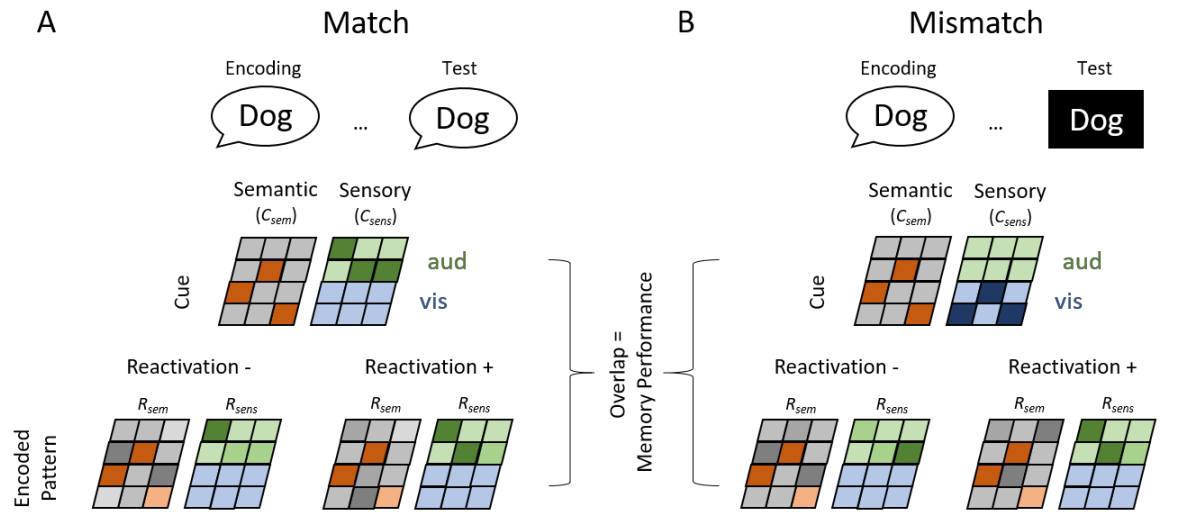 A
Match
Encoding
Test
Dog
...
Dog
Semantic
(Csem)
Sensory
(Csens)
Cue
aud
vis
Reactivation -
Reactivation +
Rsem
Rsens
Rsem
Rsens
Encoded
Pattern
Overlap =
Memory Performance
B
Mismatch
Encoding
Test
Dog
...
Dog
Semantic
(Csem)
Sensory
(Csens)
Cue
aud
vis
Reactivation -
Reactivation +
Rsem
Rsens
Rsem
Rsens